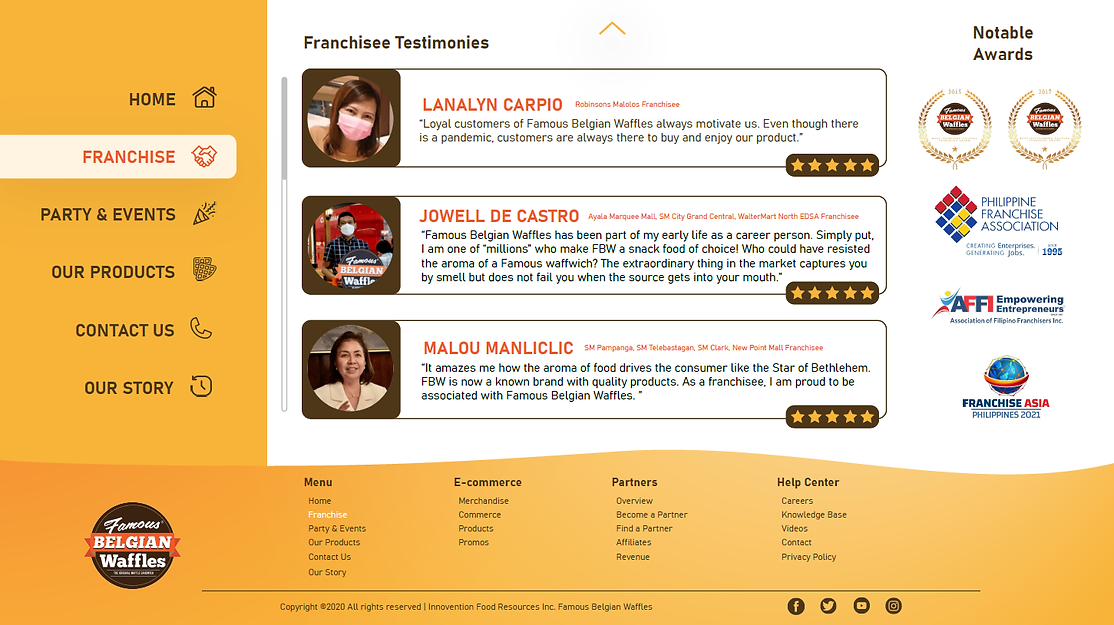 HOME
FRANCHISE
PARTY & EVENTS
OUR PRODUCTS
CONTACT US
OUR STORY
Franchisee Testimonies
LANALYN CARPIO Robinsons Malolos Franchisee
“Loyal customers of Famous Belgian Waffles always motivate us. Even though there
is a pandemic, customers are always there to buy and enjoy our product.”
JOWELL DE CASTRO Ayala Marquee Mall, SM City Grand Central, WalterMart North EDSA Franchisee
“Famous Belgian Waffles has been part of my early life as a career person. Simply put,
I am one of "millions" who make FBW a snack food of choice! Who could have resisted
the aroma of a Famous waffwich? The extraordinary thing in the market captures you
by smell but does not fail you when the source gets into your mouth.”
Famous
BELGIAN
Waffle
MALOU MANLICLIC SM Pampanga, SM Telebastagan, SM Clark, New Point Mall Franchisee
“It amazes me how the aroma of food drives the consumer like the Star of Bethlehem.
FBW is now a known brand with quality products. As a franchisee, I am proud to be
associated with Famous Belgian Waffles. ”
Notable
Awards
2015
Famous
BELGIAN
Waffles
2017
Famous
BELGIAN
Waffles
PHILIPPINE
FRANCHISE
ASSOCIATION
CREATING Enterprises.
GENERATING Jobs.
SINCE
1995
AFFI Empowering
Entrepreneurs
Association of Filipino Franchisers Inc.
FRANCHISE ASIA
PHILIPPINES 2021
Famous
BELGIAN
Waffles
Menu
Home
Franchise
Party & Events
Our Products
Contact Us
Our Story
E-commerce
Merchandise
Commerce
Products
Promos
Partners
Overview
Become a Partner
Find a Partner
Affiliates
Revenue
Help Center
Careers
Knowledge Base
Videos
Contact
Privacy Policy
Copyright ©2020 All rights reserved | Innovention Food Resources Inc. Famous Belgian Waffles